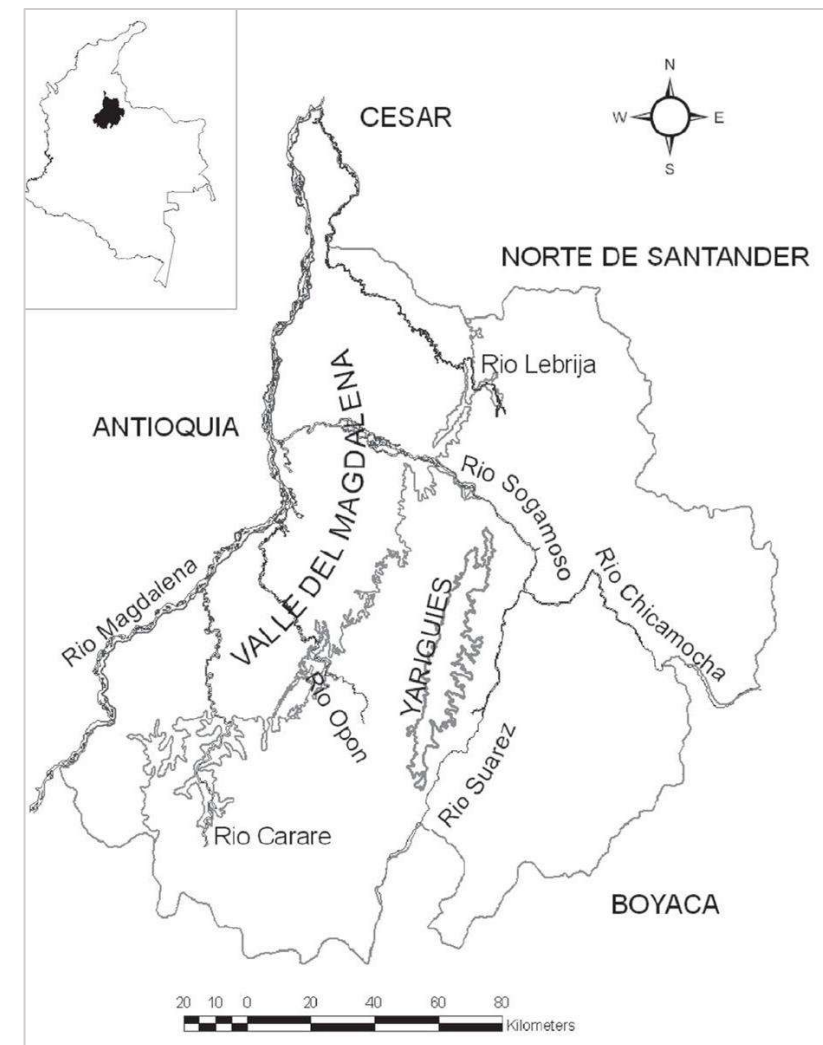 N
W E
S
CESAR
NORTE DE SANTANDER
Rio Lebrija
ANTIOQUIA
VALLE DEL MAGDALENA
Rio Sogamoso
Rio Magdalena
Rio Chicamocha
YARIGUIES
Rio Opon
Rio Suarez
Rio Carare
BOYACA
20 10 0 20 40 60 80
Kilometers